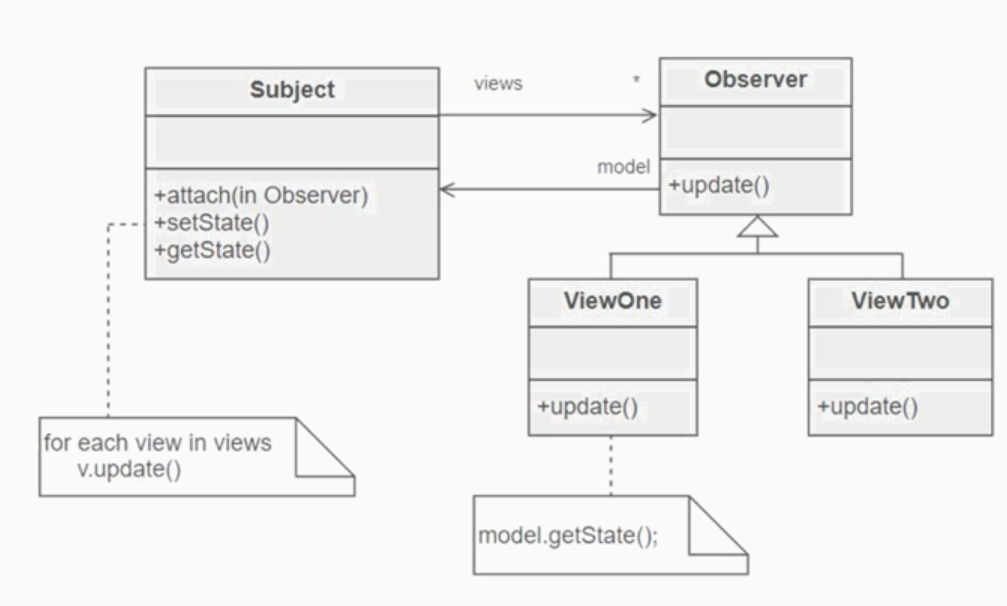 Subject
+attach(in Observer)
+setState()
+getState()
views
*
model
Observer
+update()
ViewOne
+update()
ViewTwo
+update()
for each view in views
v.update()
model.getState();